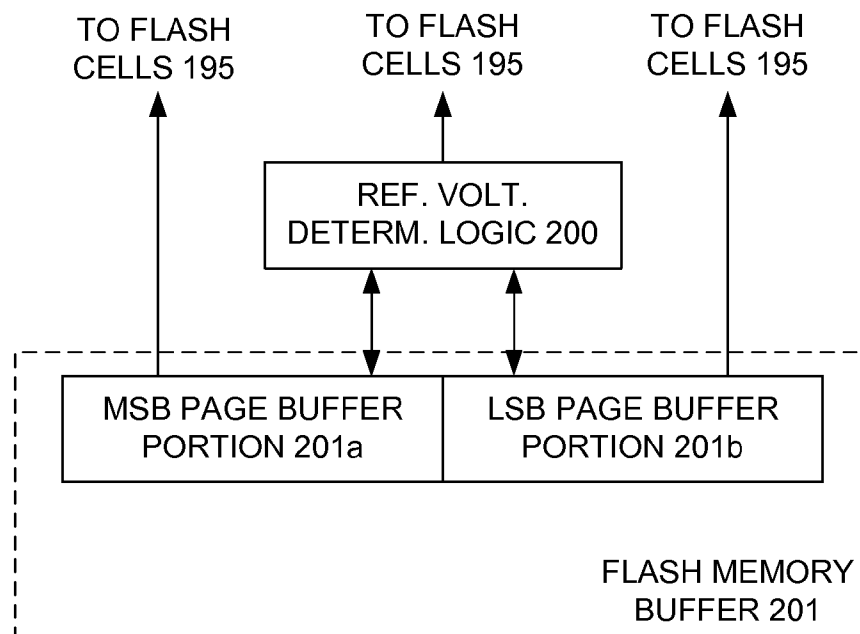 TO FLASH
CELLS 195
TO FLASH
CELLS 195
TO FLASH
CELLS 195
REF. VOLT.
DETERM. LOGIC 200
MSB PAGE BUFFER
PORTION 201a
LSB PAGE BUFFER
PORTION 201b
FLASH MEMORY
BUFFER 201